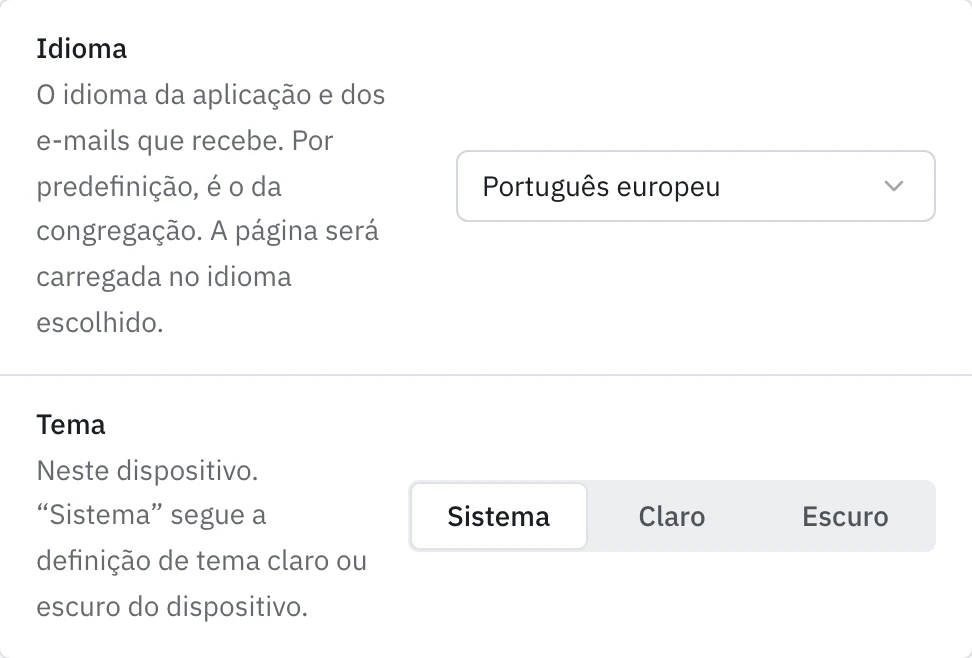 Idioma
O idioma da aplicação e dos
e-mails que recebe. Por
predefinição, é o da
congregação. A página será
carregada no idioma
escolhido.
Português europeu
Tema
Neste dispositivo.
“Sistema” segue a
definição de tema claro ou
escuro do dispositivo.
Sistema
Claro
Escuro